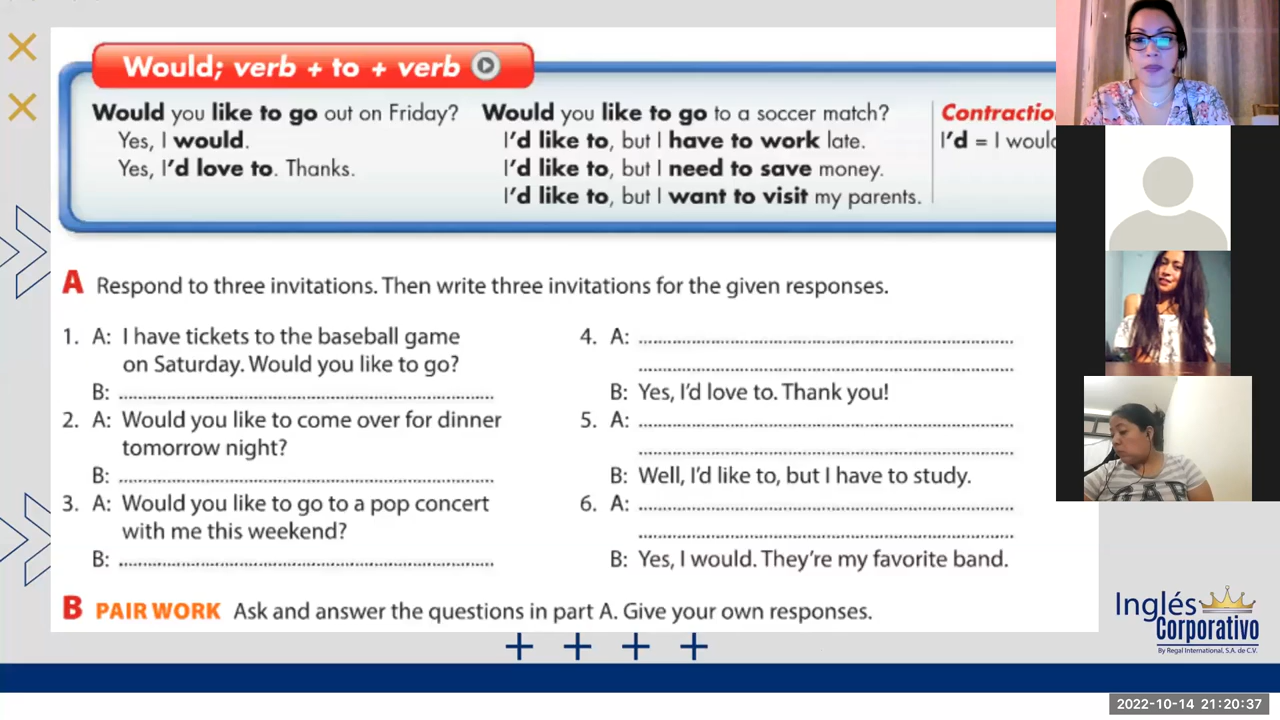 Would; verb + to + verb
Would you like to go out on Friday?
Yes, I would.
Yes, I'd love to. Thanks.
Would you like to go to a soccer match?
I'd like to, but I have to work late.
I'd like to, but I need to save money.
I'd like to, but I want to visit my parents.
Contractio
I'd = I would
A Respond to three invitations. Then write three invitations for the given responses.
1. A: I have tickets to the baseball game
on Saturday. Would you like to go?
B:
2. A: Would you like to come over for dinner
tomorrow night?
B:
3. A: Would you like to go to a pop concert
with me this weekend?
B:
4. A:
B: Yes, I'd love to. Thank you!
5. A:
B: Well, I'd like to, but I have to study.
6. A:
B: Yes, I would. They're my favorite band.
B PAIR WORK Ask and answer the questions in part A. Give your own responses.
Inglés
Corporativo
By Regal International, S.A. de C.V.
2022-10-14 21:20:37